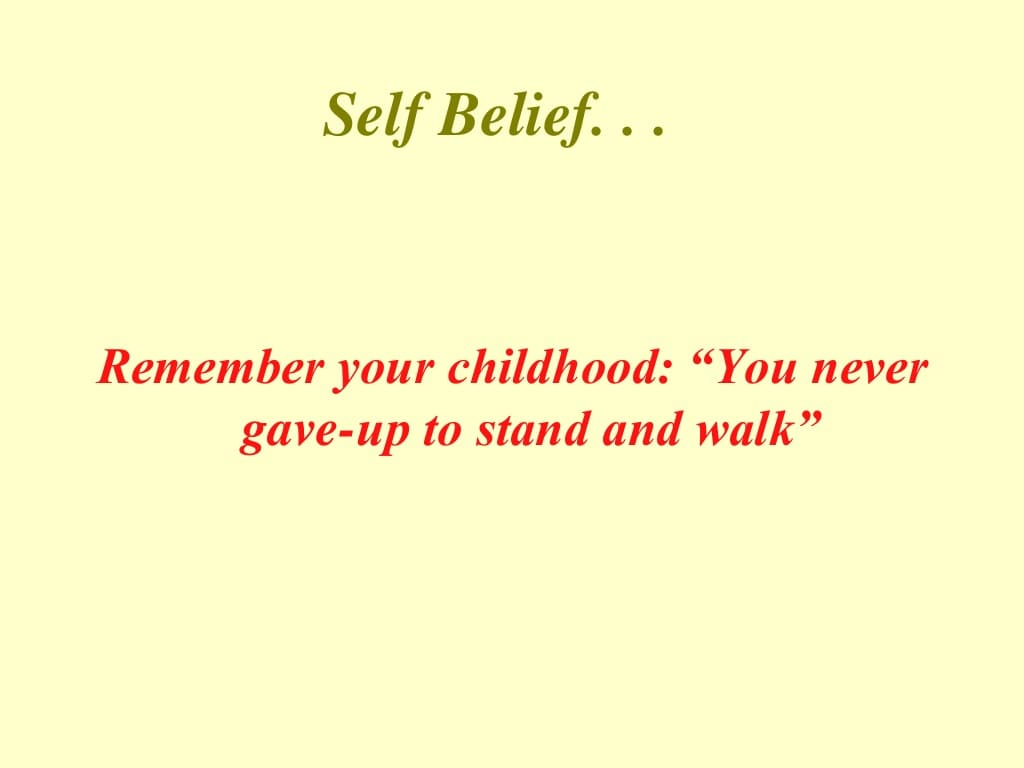 Self Belief. . .
Remember your childhood: “You never
gave-up to stand and walk”